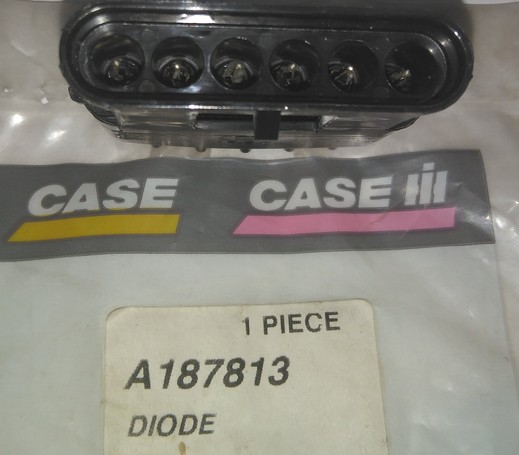 CASE CASE IH
1 PIECE
A187813
DIODE